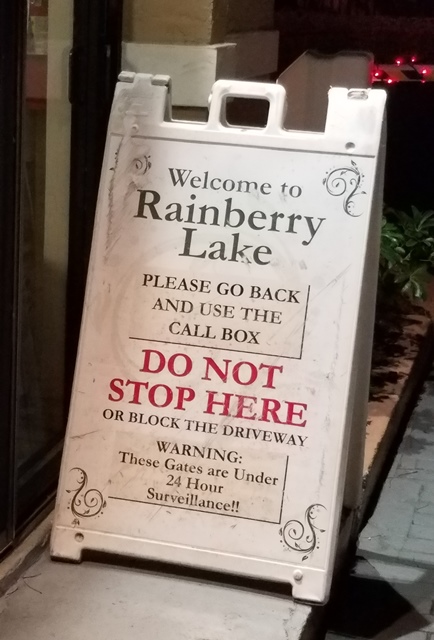 Welcome to
Rainberry
Lake
PLEASE GO BACK
AND USE THE
CALL BOX
DO NOT
STOP HERE
OR BLOCK THE DRIVEWAY
WARNING:
These Gates are Under
24 Hour
Surveillance!!